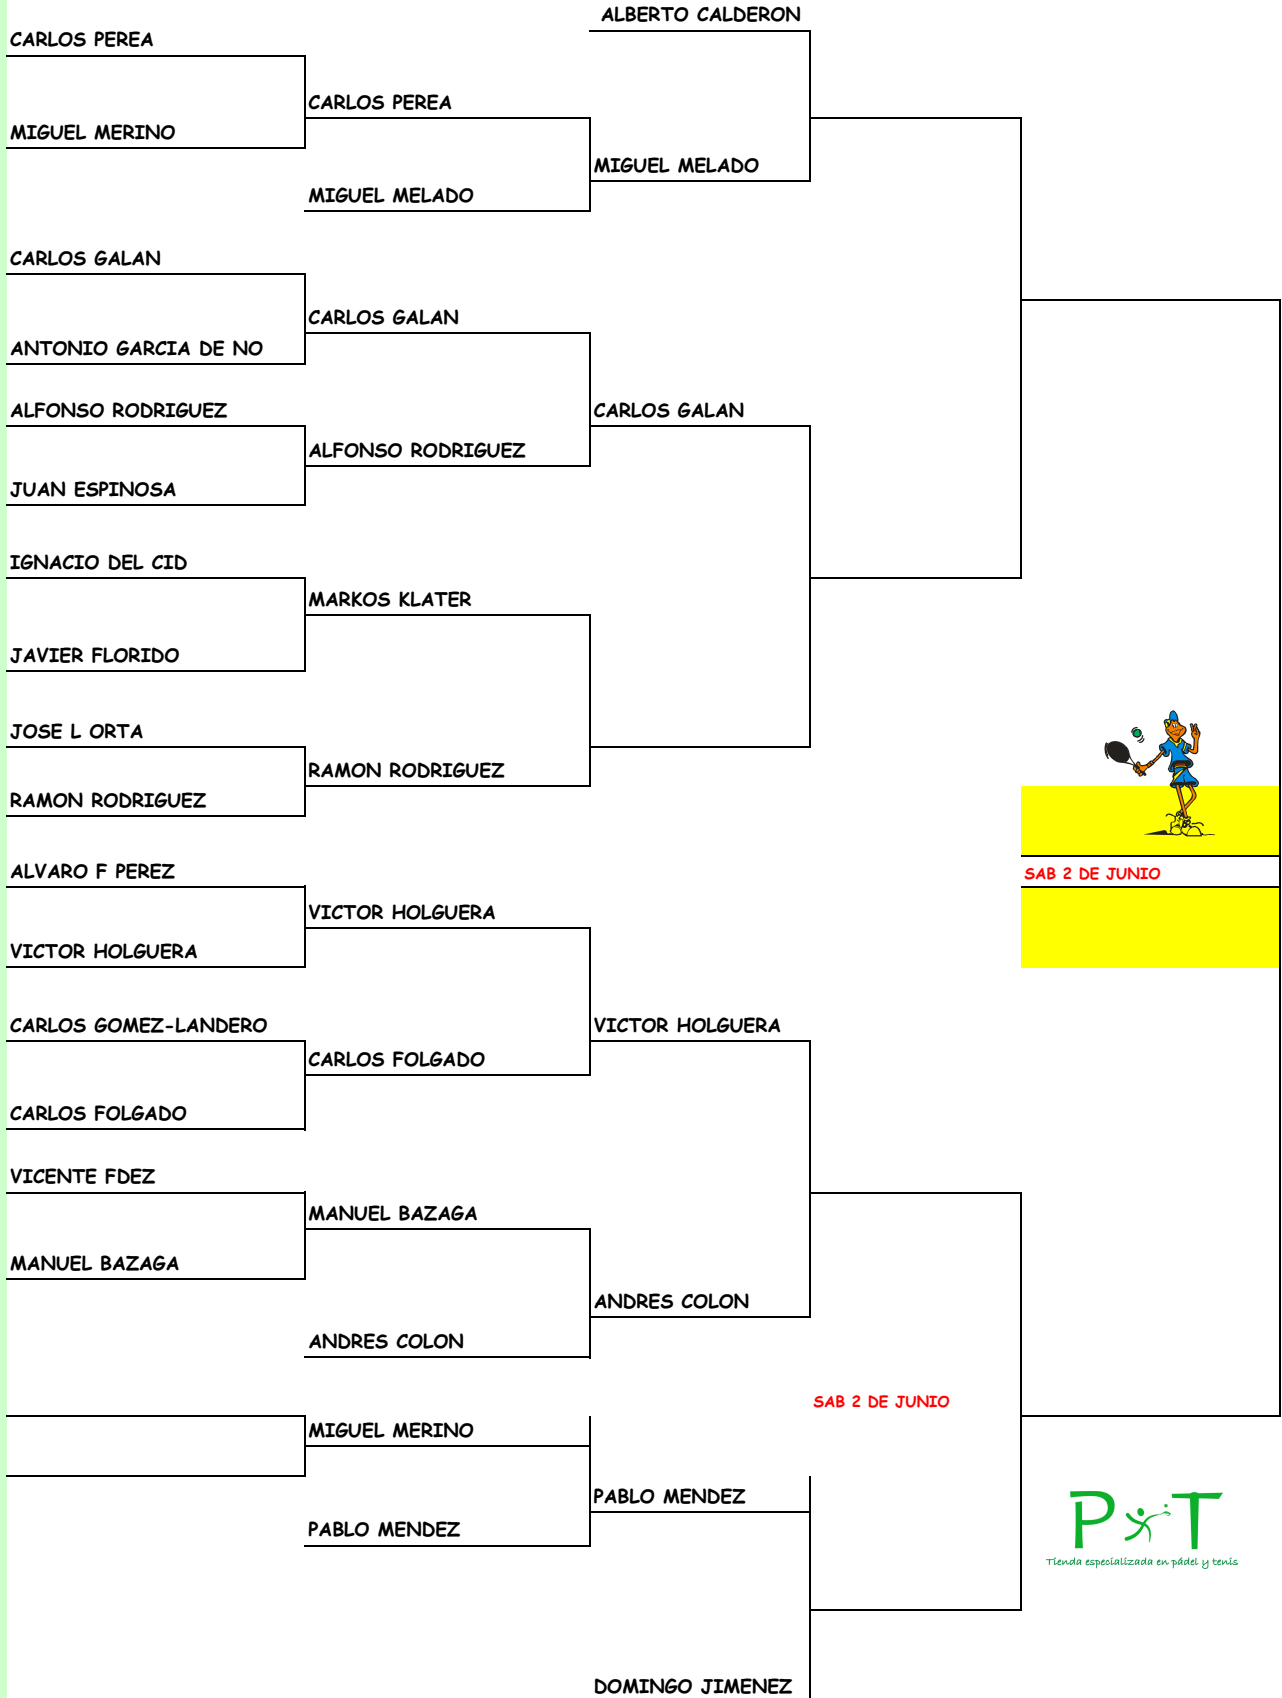 ALBERTO CALDERON
CARLOS PEREA
CARLOS PEREA
MIGUEL MERINO
MIGUEL MELADO
MIGUEL MELADO
CARLOS GALAN
CARLOS GALAN
ANTONIO GARCIA DE NO
ALFONSO RODRIGUEZ
CARLOS GALAN
ALFONSO RODRIGUEZ
JUAN ESPINOSA
IGNACIO DEL CID
MARKOS KLATER
JAVIER FLORIDO
JOSE L ORTA
RAMON RODRIGUEZ
RAMON RODRIGUEZ
ALVARO F PEREZ
SAB 2 DE JUNIO
VICTOR HOLGUERA
VICTOR HOLGUERA
CARLOS GOMEZ-LANDERO
VICTOR HOLGUERA
CARLOS FOLGADO
CARLOS FOLGADO
VICENTE FDEZ
MANUEL BAZAGA
MANUEL BAZAGA
ANDRES COLON
ANDRES COLON
SAB 2 DE JUNIO
MIGUEL MERINO
PABLO MENDEZ
PABLO MENDEZ
P T
Tienda especializada en pádel y tenis
DOMINGO JIMENEZ